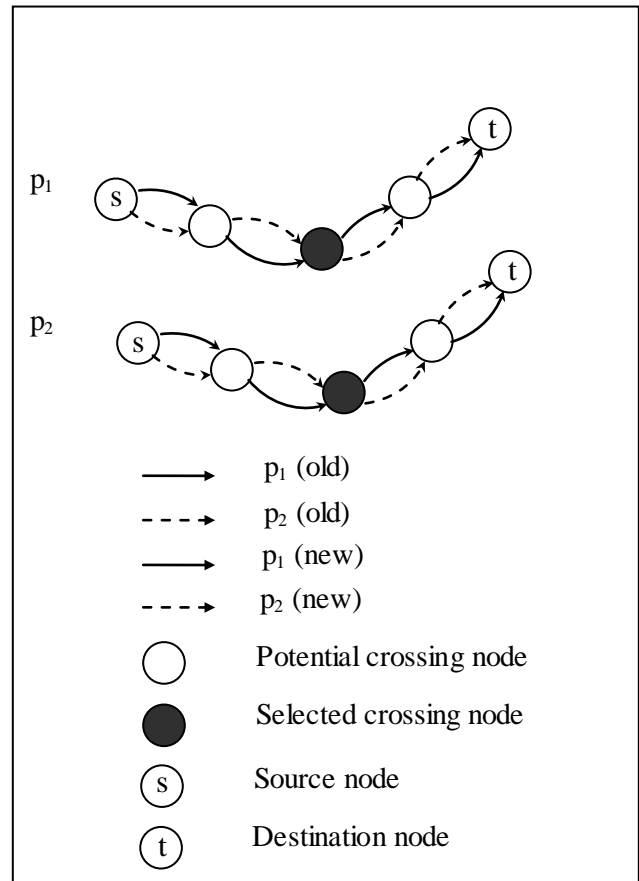 t
p₁
s
t
p₂
s
p₁ (old)
p₂ (old)
p₁ (new)
p₂ (new)
Potential crossing node
Selected crossing node
s Source node
t Destination node